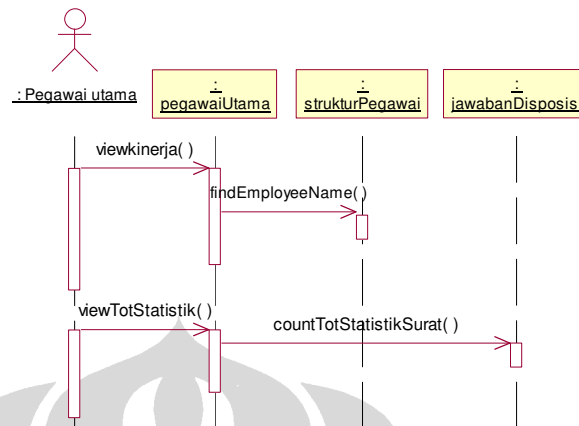 : Pegawai utama
:
pegawaiUtama
:
strukturPegawai
:
jawabanDisposis
viewkinerja( )
findEmployeeName( )
viewTotStatistik( )
countTotStatistikSurat( )